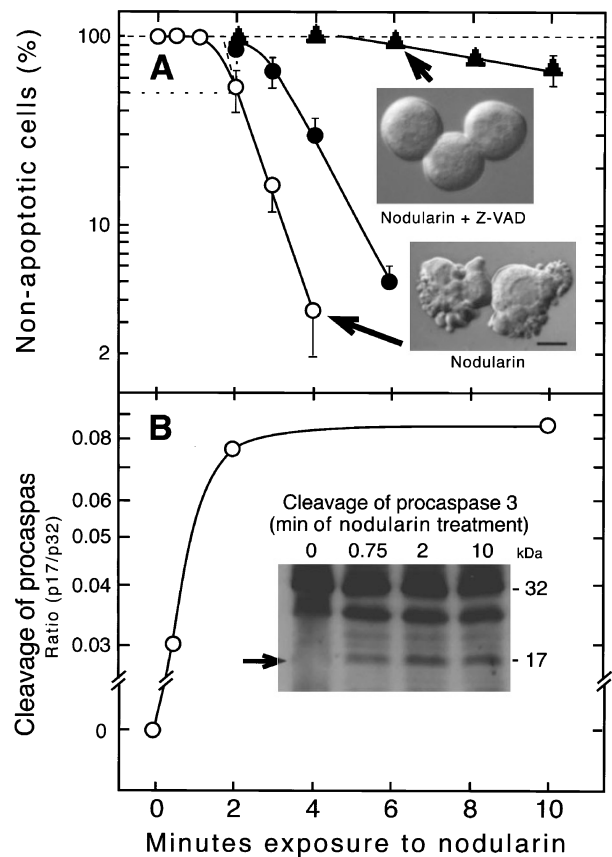 Non-apoptotic cells (%)
100
10
2
A
Nodularin + Z-VAD
Nodularin
B
Cleavage of procaspas
Ratio (p17/p32)
0.08
0.06
0.04
0.03
0
Cleavage of procaspase 3
(min of nodularin treatment)
0 0.75 2 10 kDa
- 32
- 17
0 2 4 6 8 10
Minutes exposure to nodularin